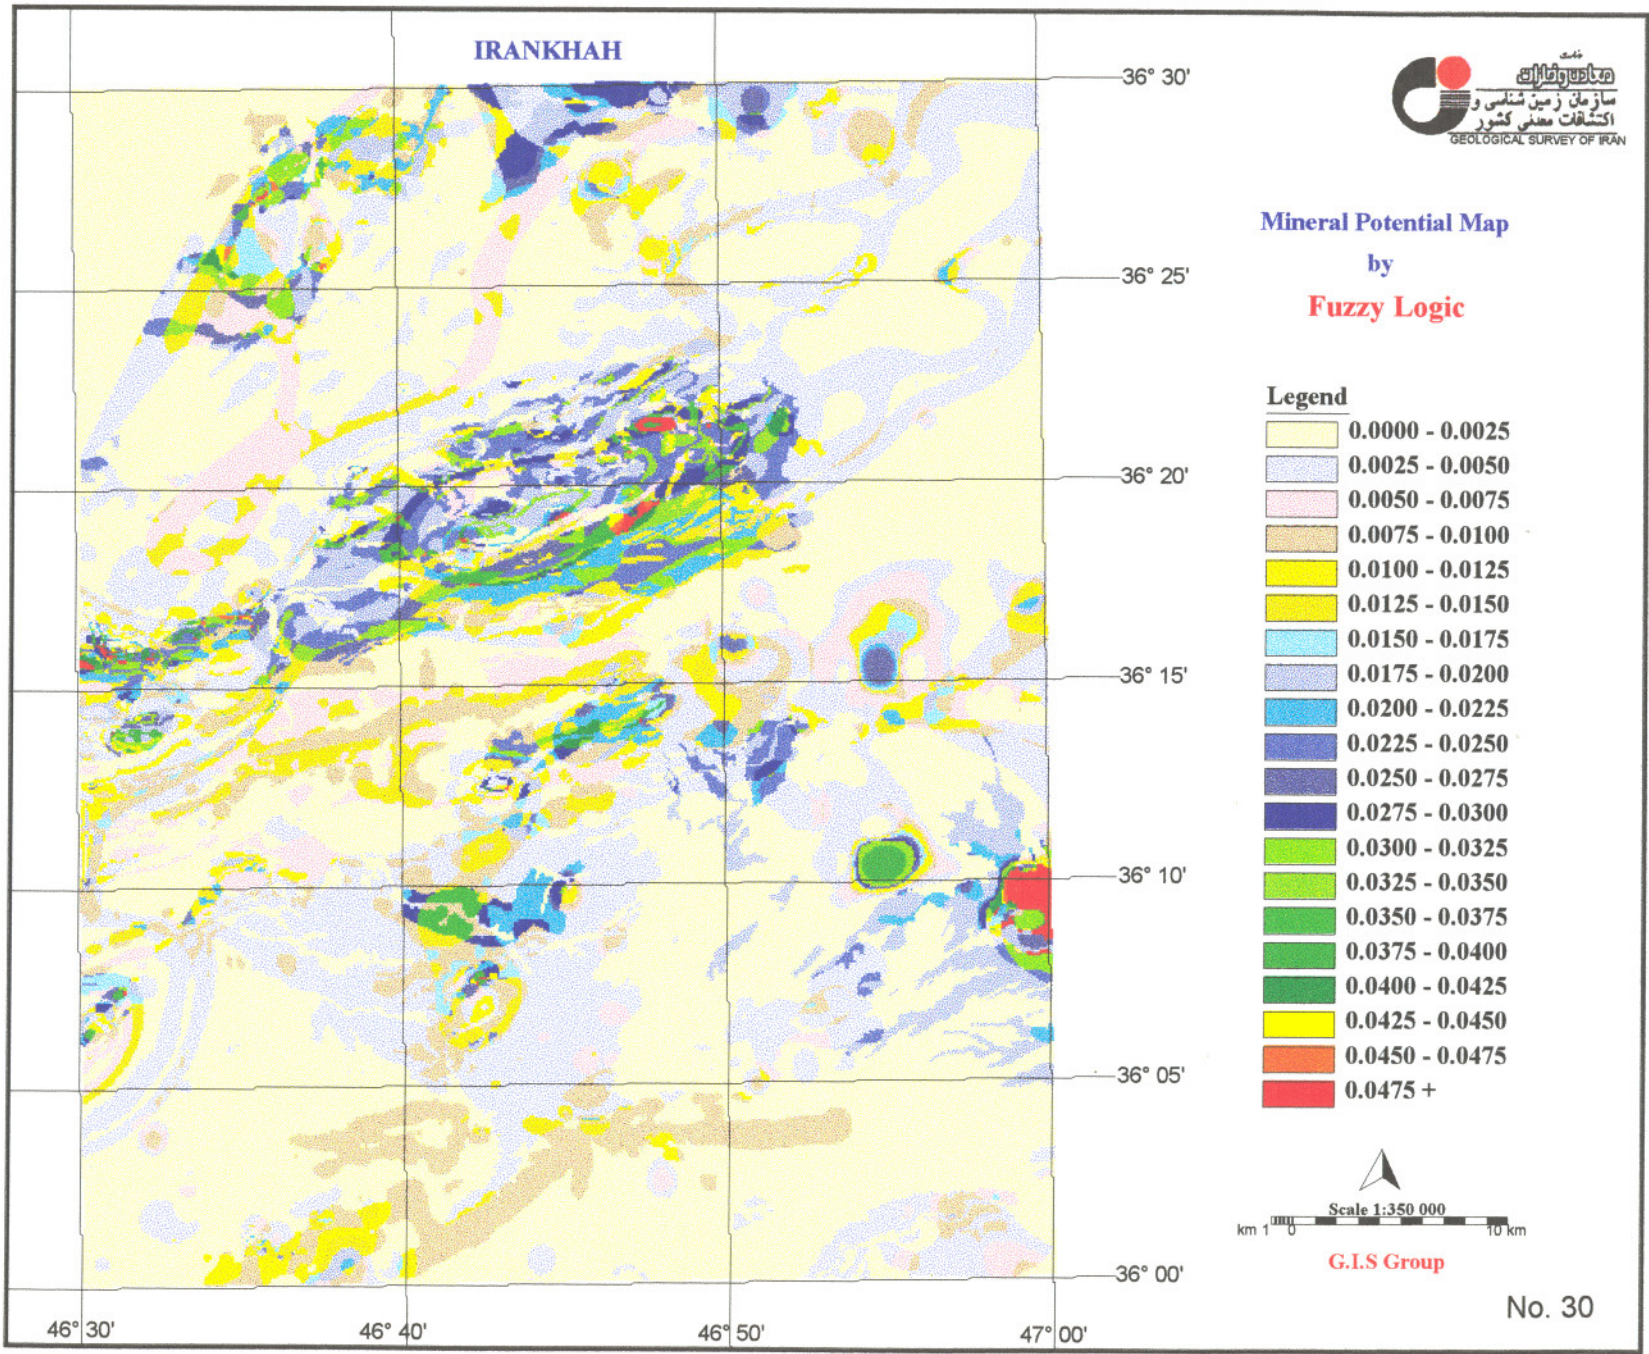 IRANKHAH
معادن و فلزات
سازمان زمین شناسی و
اکتشافات معدنی کشور
GEOLOGICAL SURVEY OF IRAN
Mineral Potential Map
by
Fuzzy Logic
Legend
0.0000 - 0.0025
0.0025 - 0.0050
0.0050 - 0.0075
0.0075 - 0.0100
0.0100 - 0.0125
0.0125 - 0.0150
0.0150 - 0.0175
0.0175 - 0.0200
0.0200 - 0.0225
0.0225 - 0.0250
0.0250 - 0.0275
0.0275 - 0.0300
0.0300 - 0.0325
0.0325 - 0.0350
0.0350 - 0.0375
0.0375 - 0.0400
0.0400 - 0.0425
0.0425 - 0.0450
0.0450 - 0.0475
0.0475 +
Scale 1:350 000
km 1 0 10 km
G.I.S Group
No. 30
36° 30'
36° 25'
36° 20'
36° 15'
36° 10'
36° 05'
36° 00'
46° 30' 46° 40' 46° 50' 47° 00'